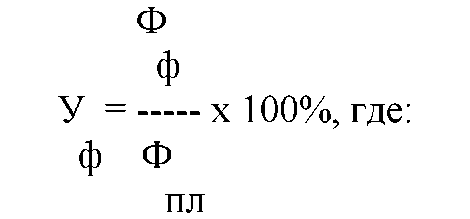 Ф
ф
У = ----- x 100%, где:
ф Ф
пл